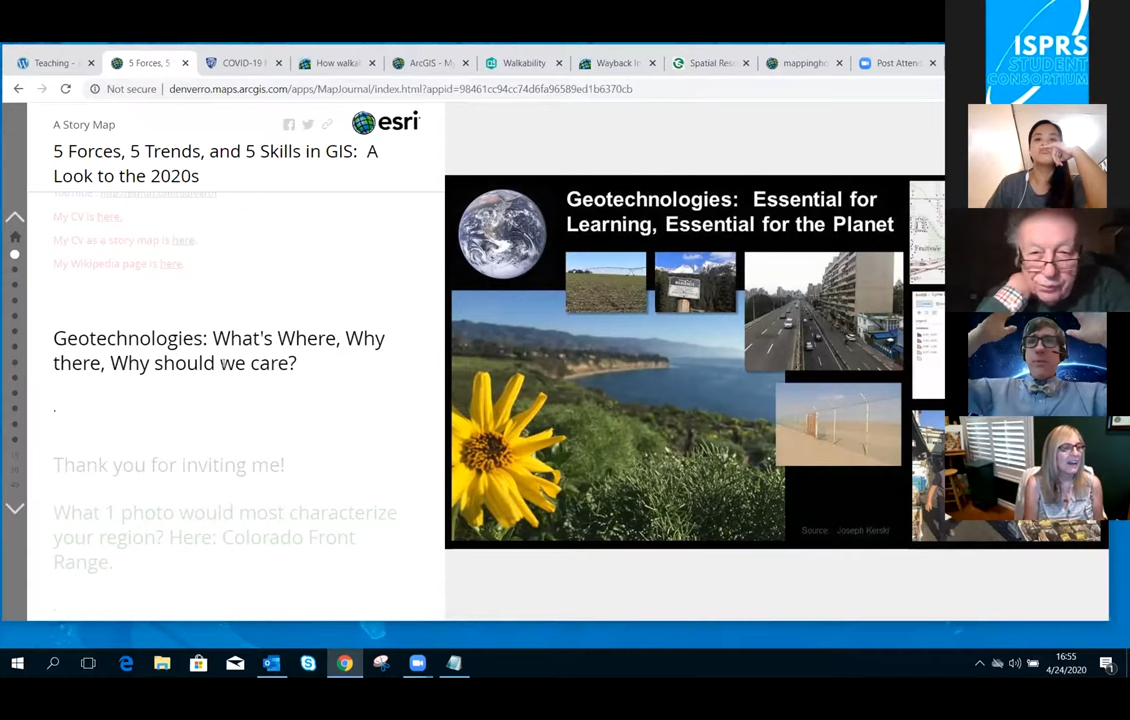 ISPRS
STUDENT
CONSORTIUM
Teaching -
5 Forces, 5
COVID-19
How walkal
ArcGIS - My
Walkability
Wayback In
Spatial Res
mappingho
Post Attend
Not secure
denverro.maps.arcgis.com/apps/MapJournal/index.html?appid=98461cc94cc74d6fa96589ed1b6370cb
A Story Map
esri
5 Forces, 5 Trends, and 5 Skills in GIS: A
Look to the 2020s
My CV is here.
My CV as a story map is here.
My Wikipedia page is here.
Geotechnologies: What's Where, Why
there, Why should we care?
.
Thank you for inviting me!
What 1 photo would most characterize
your region? Here: Colorado Front
Range.
Geotechnologies: Essential for
Learning, Essential for the Planet
Source: Joseph Kerski
16:55
4/24/2020